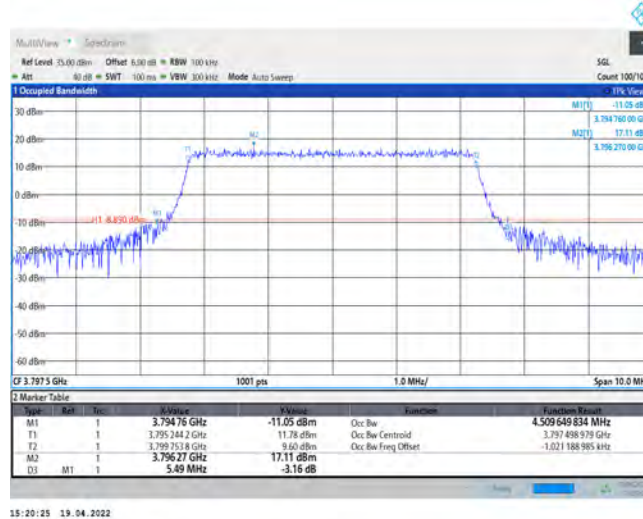 MultiView Spectrum
Ref Level 35.00 dBm Offset 6.00 dB RBW 100 kHz SGL
Att 40 dB SWT 100 ms VBW 300 kHz Mode Auto Sweep Count 100/10
1 Occupied Bandwidth 1Pk View
M1[1] -11.05 dB
3.794 760 00 G
M2[1] 17.11 dB
3.796 270 00 G
30 dBm
20 dBm
10 dBm
0 dBm
-10 dBm
-20 dBm
-30 dBm
-40 dBm
-50 dBm
-60 dBm
M2
T1
T2
M1
H1 -8.890 dBm
CF 3.797 5 GHz 1001 pts 1.0 MHz/ Span 10.0 MH
2 Marker Table
Type Ref Trc X-Value Y-Value Function Function Result
M1 1 3.794 76 GHz -11.05 dBm Occ Bw 4.509 649 834 MHz
T1 1 3.795 244 2 GHz 11.78 dBm Occ Bw Centroid 3.797 498 979 GHz
T2 1 3.799 753 8 GHz 9.60 dBm Occ Bw Freq Offset -1.021 188 985 kHz
M2 1 3.796 27 GHz 17.11 dBm
D3 M1 1 5.49 MHz -3.16 dB
15:20:25 19.04.2022